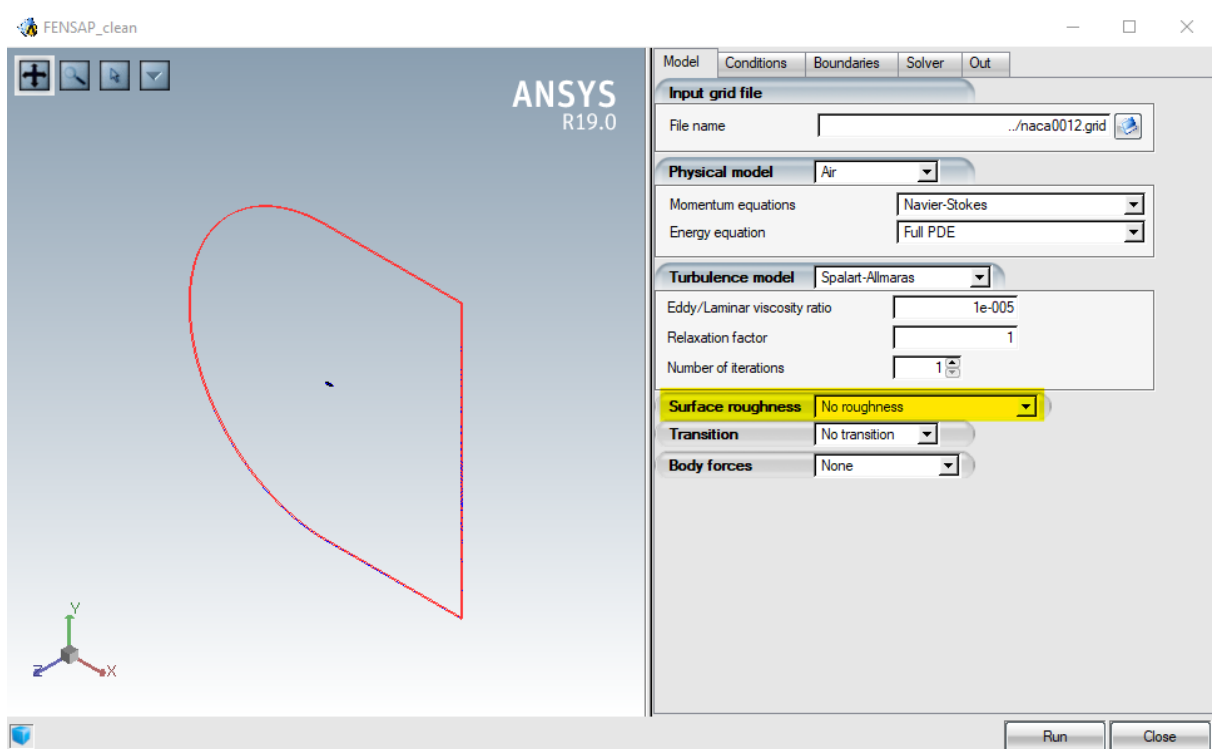 FENSAP_clean
ANSYS
R19.0
Y
Z
X
Model Conditions Boundaries Solver Out
Input grid file
File name ../naca0012.grid
Physical model Air
Momentum equations Navier-Stokes
Energy equation Full PDE
Turbulence model Spalart-Allmaras
Eddy/Laminar viscosity ratio 1e-005
Relaxation factor 1
Number of iterations 1
Surface roughness No roughness
Transition No transition
Body forces None
Run Close